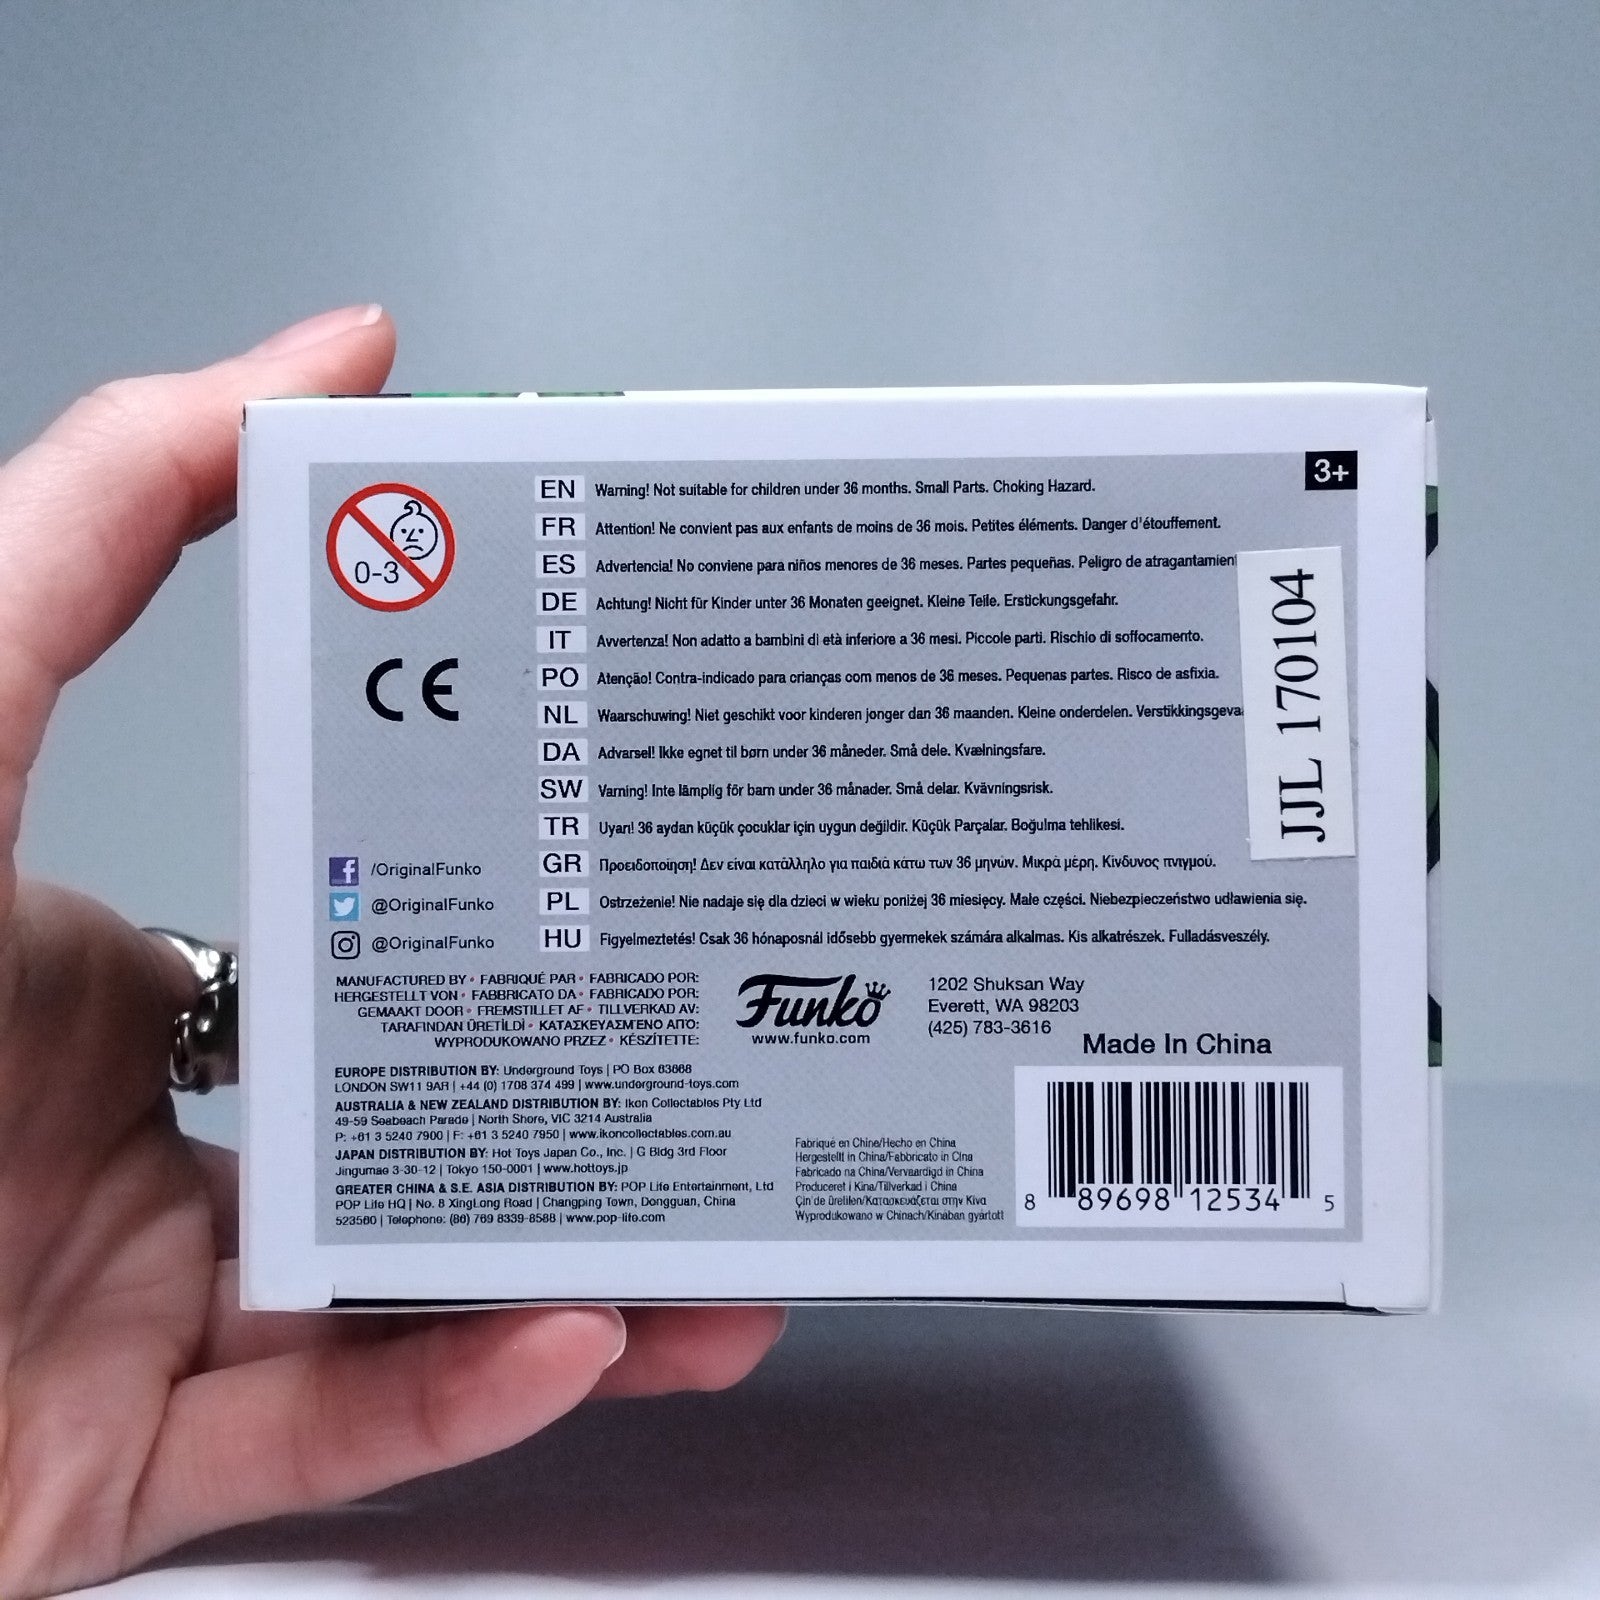 3+
0-3
CE
EN Warning! Not suitable for children under 36 months. Small Parts. Choking Hazard.
FR Attention! Ne convient pas aux enfants de moins de 36 mois. Petites éléments. Danger d'étouffement.
ES Advertencia! No conviene para niños menores de 36 meses. Partes pequeñas. Peligro de atragantamien
DE Achtung! Nicht für Kinder unter 36 Monaten geeignet. Kleine Teile. Erstickungsgefahr.
IT Avvertenza! Non adatto a bambini di età inferiore a 36 mesi. Piccole parti. Rischio di soffocamento.
PO Atenção! Contra-indicado para crianças com menos de 36 meses. Pequenas partes. Risco de asfixia.
NL Waarschuwing! Niet geschikt voor kinderen jonger dan 36 maanden. Kleine onderdelen. Verstikkingsgeva
DA Advarsel! Ikke egnet til børn under 36 måneder. Små dele. Kvælningsfare.
SW Varning! Inte lämplig för barn under 36 månader. Små delar. Kvävningsrisk.
TR Uyarı! 36 aydan küçük çocuklar için uygun değildir. Küçük Parçalar. Boğulma tehlikesi.
GR Προειδοποίηση! Δεν είναι κατάλληλο για παιδιά κάτω των 36 μηνών. Μικρά μέρη. Κίνδυνος πνιγμού.
PL Ostrzeżenie! Nie nadaje się dla dzieci w wieku poniżej 36 miesięcy. Małe części. Niebezpieczeństwo udławienia się.
HU Figyelmeztetés! Csak 36 hónaposnál idősebb gyermekek számára alkalmas. Kis alkatrészek. Fulladásveszély.
JJL 170104
/OriginalFunko
@OriginalFunko
@OriginalFunko
MANUFACTURED BY • FABRIQUÉ PAR • FABRICADO POR:
HERGESTELLT VON • FABBRICATO DA • FABRICADO POR:
GEMAAKT DOOR • FREMSTILLET AF • TILLVERKAD AV:
TARAFINDAN ÜRETİLDİ • ΚΑΤΑΣΚΕΥΑΣΜΈΝΟ ΑΠΌ:
WYPRODUKOWANO PRZEZ • KÉSZÍTETTE:
Funko
www.funko.com
1202 Shuksan Way
Everett, WA 98203
(425) 783-3616
Made In China
EUROPE DISTRIBUTION BY: Underground Toys | PO Box 63868
LONDON SW11 9AR | +44 (0) 1708 374 499 | www.underground-toys.com
AUSTRALIA & NEW ZEALAND DISTRIBUTION BY: Ikon Collectables Pty Ltd
49-59 Seabeach Parade | North Shore, VIC 3214 Australia
P: +61 3 5240 7900 | F: +61 3 5240 7950 | www.ikoncollectables.com.au
JAPAN DISTRIBUTION BY: Hot Toys Japan Co., Inc. | G Bldg 3rd Floor
Jingumae 3-30-12 | Tokyo 150-0001 | www.hottoys.jp
GREATER CHINA & S.E. ASIA DISTRIBUTION BY: POP Life Entertainment, Ltd
POP Life HQ | No. 8 XingLong Road | Changping Town, Dongguan, China
523560 | Telephone: (86) 769 8339-8588 | www.pop-life.com
Fabriqué en Chine/Hecho en China
Hergestellt in China/Fabbricato in Cina
Fabricado na China/Vervaardigd in China
Produceret i Kina/Tillverkad i China
Çin'de üretilen/Κατασκευάζεται στην Κίνα
Wyprodukowano w Chinach/Kínában gyártott
8 89698 12534 5